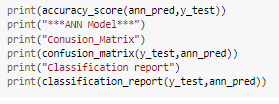 print(accuracy_score(ann_pred,y_test))
print("***ANN Model***")
print("Conusion_Matrix")
print(confusion_matrix(y_test,ann_pred))
print("Classification report")
print(classification_report(y_test,ann_pred))